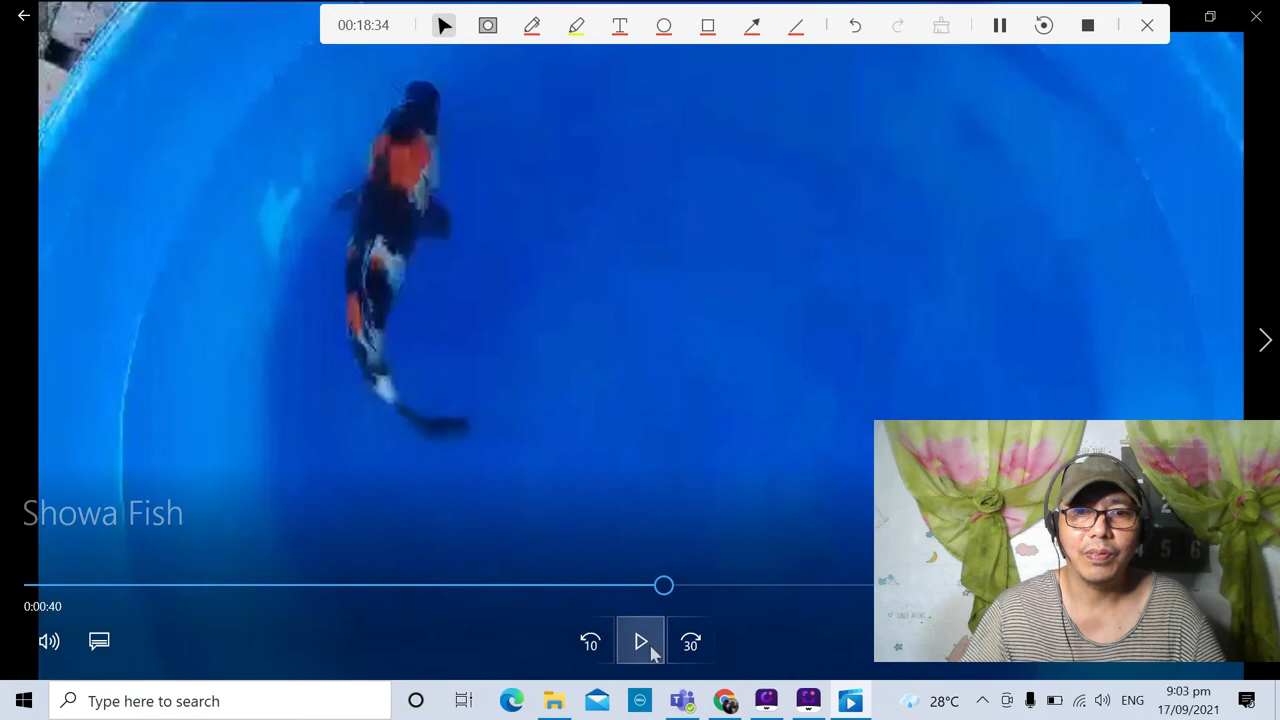 00:18:34
T
Showa Fish
0:00:40
10
30
Type here to search
28°C
ENG
9:03 pm
17/09/2021